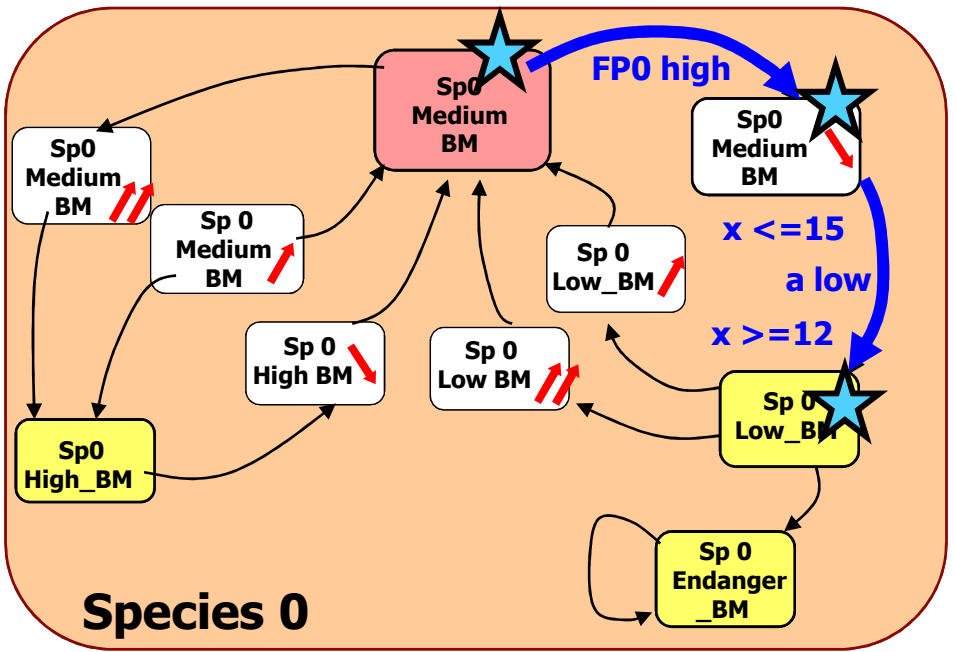 Sp0
Medium
BM
FP0 high
Sp0
Medium
BM
Sp0
Medium
BM
Sp 0
Medium
BM
x <=15
a low
x >=12
Sp 0
Low_BM
Sp 0
High BM
Sp 0
Low BM
Sp 0
Low_BM
Sp0
High_BM
Sp 0
Endanger
_BM
Species 0